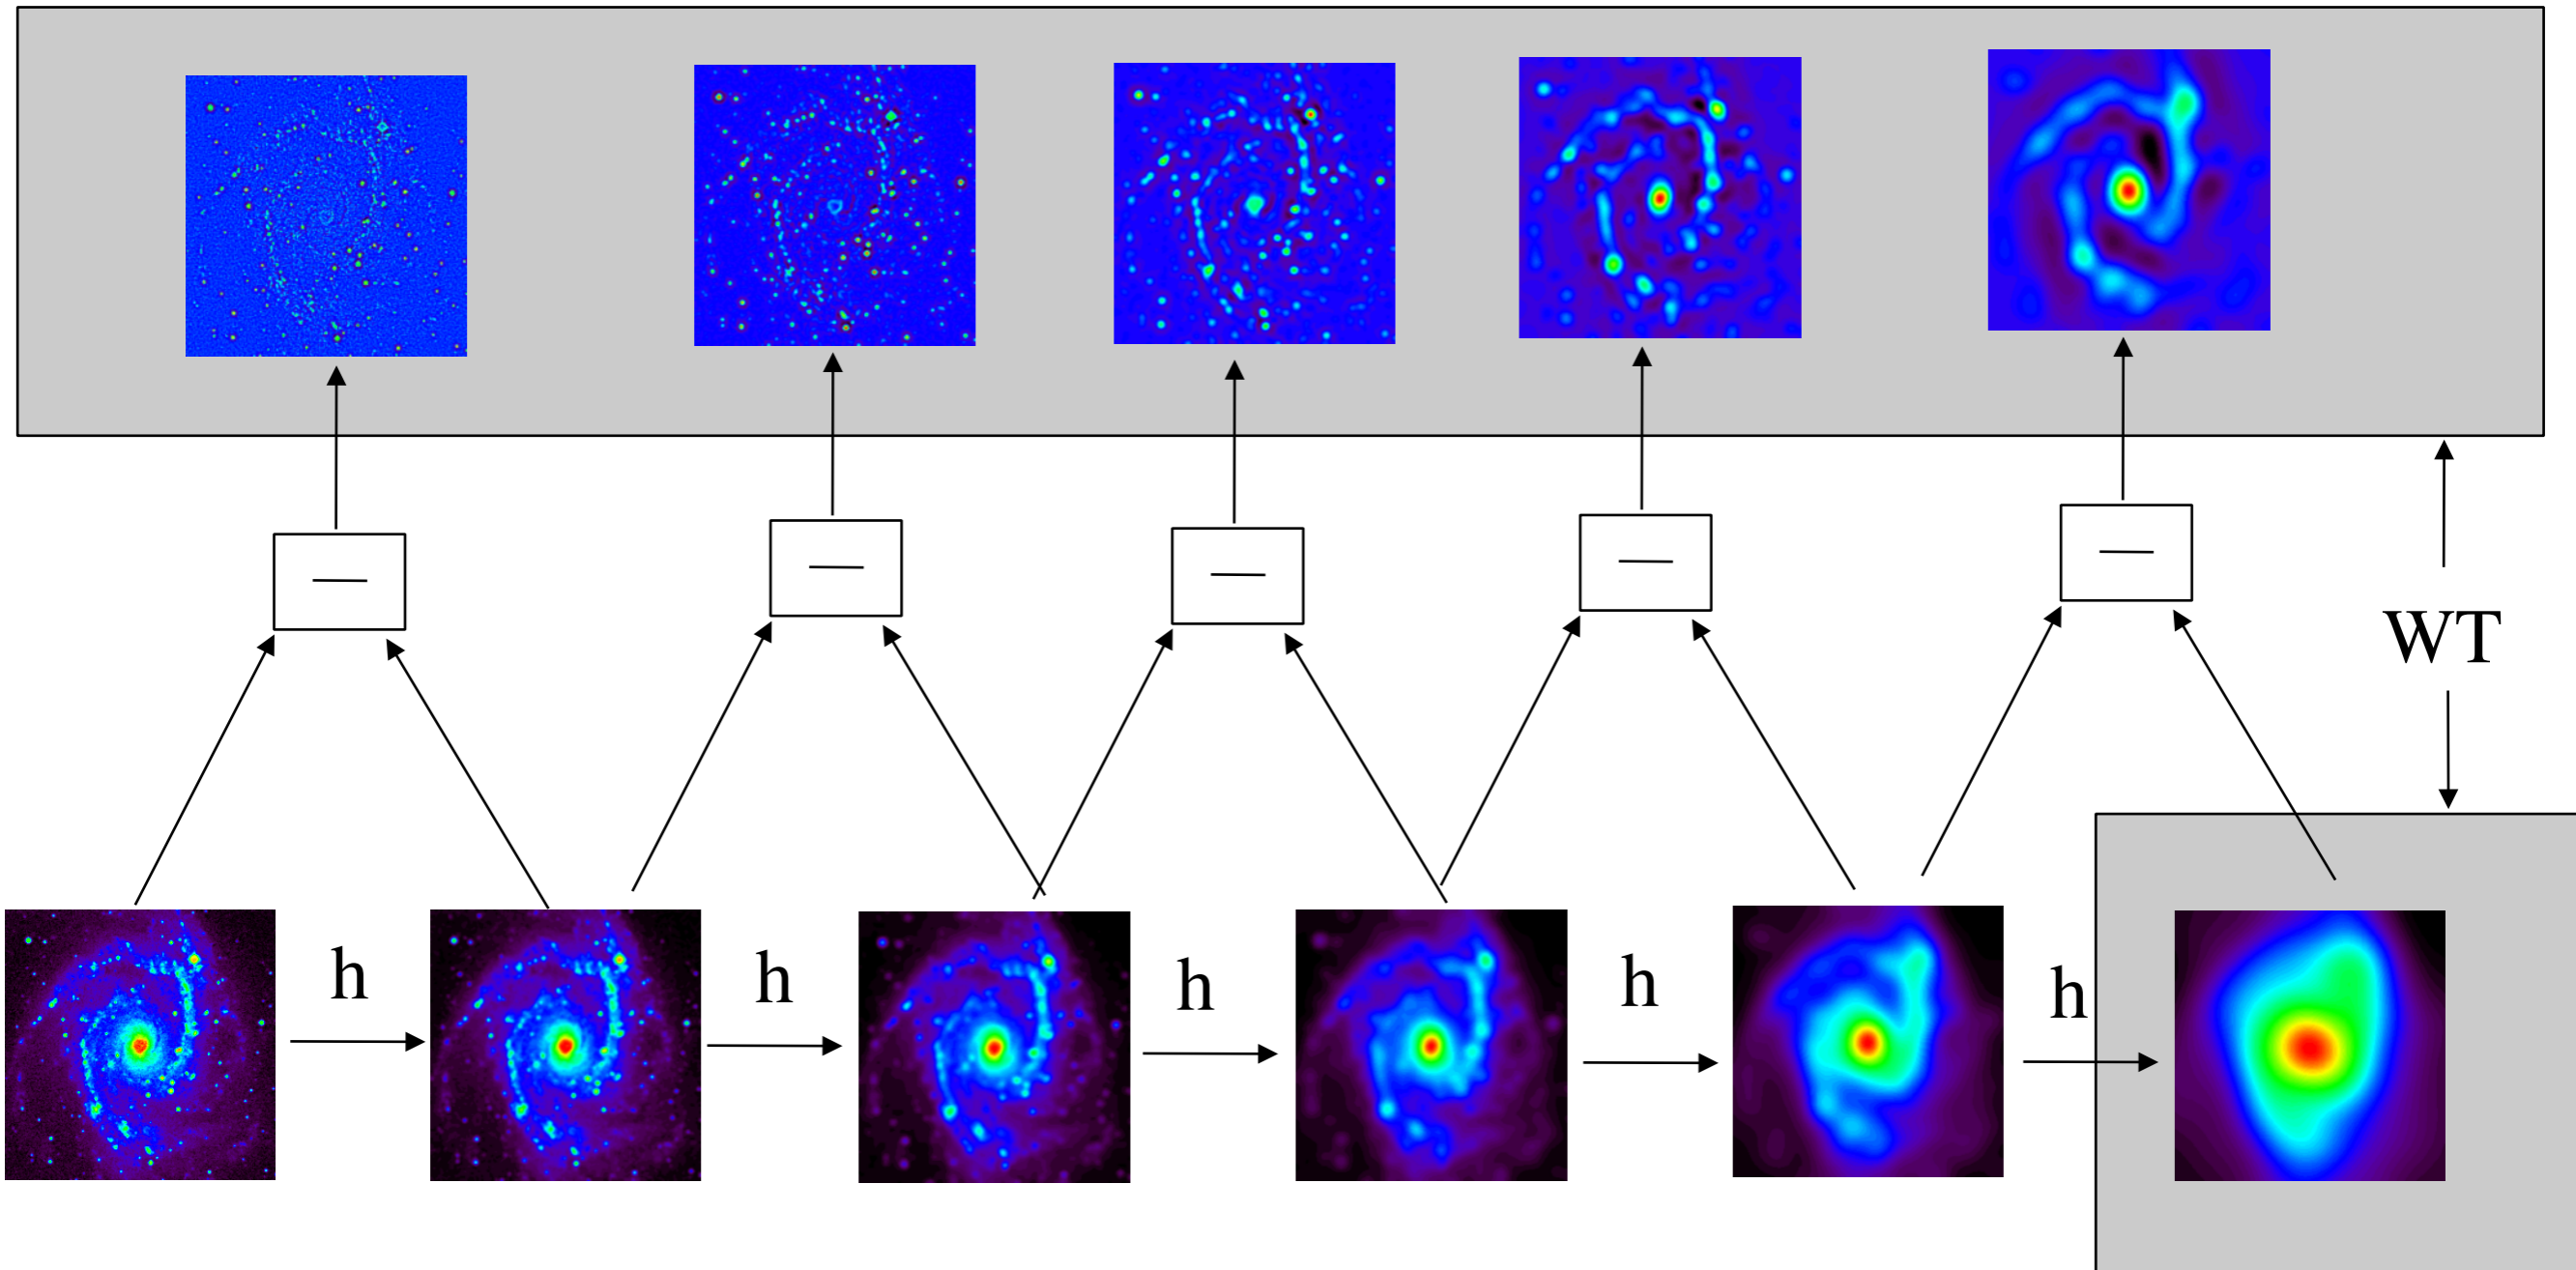 — — — — —
WT
h h h h h